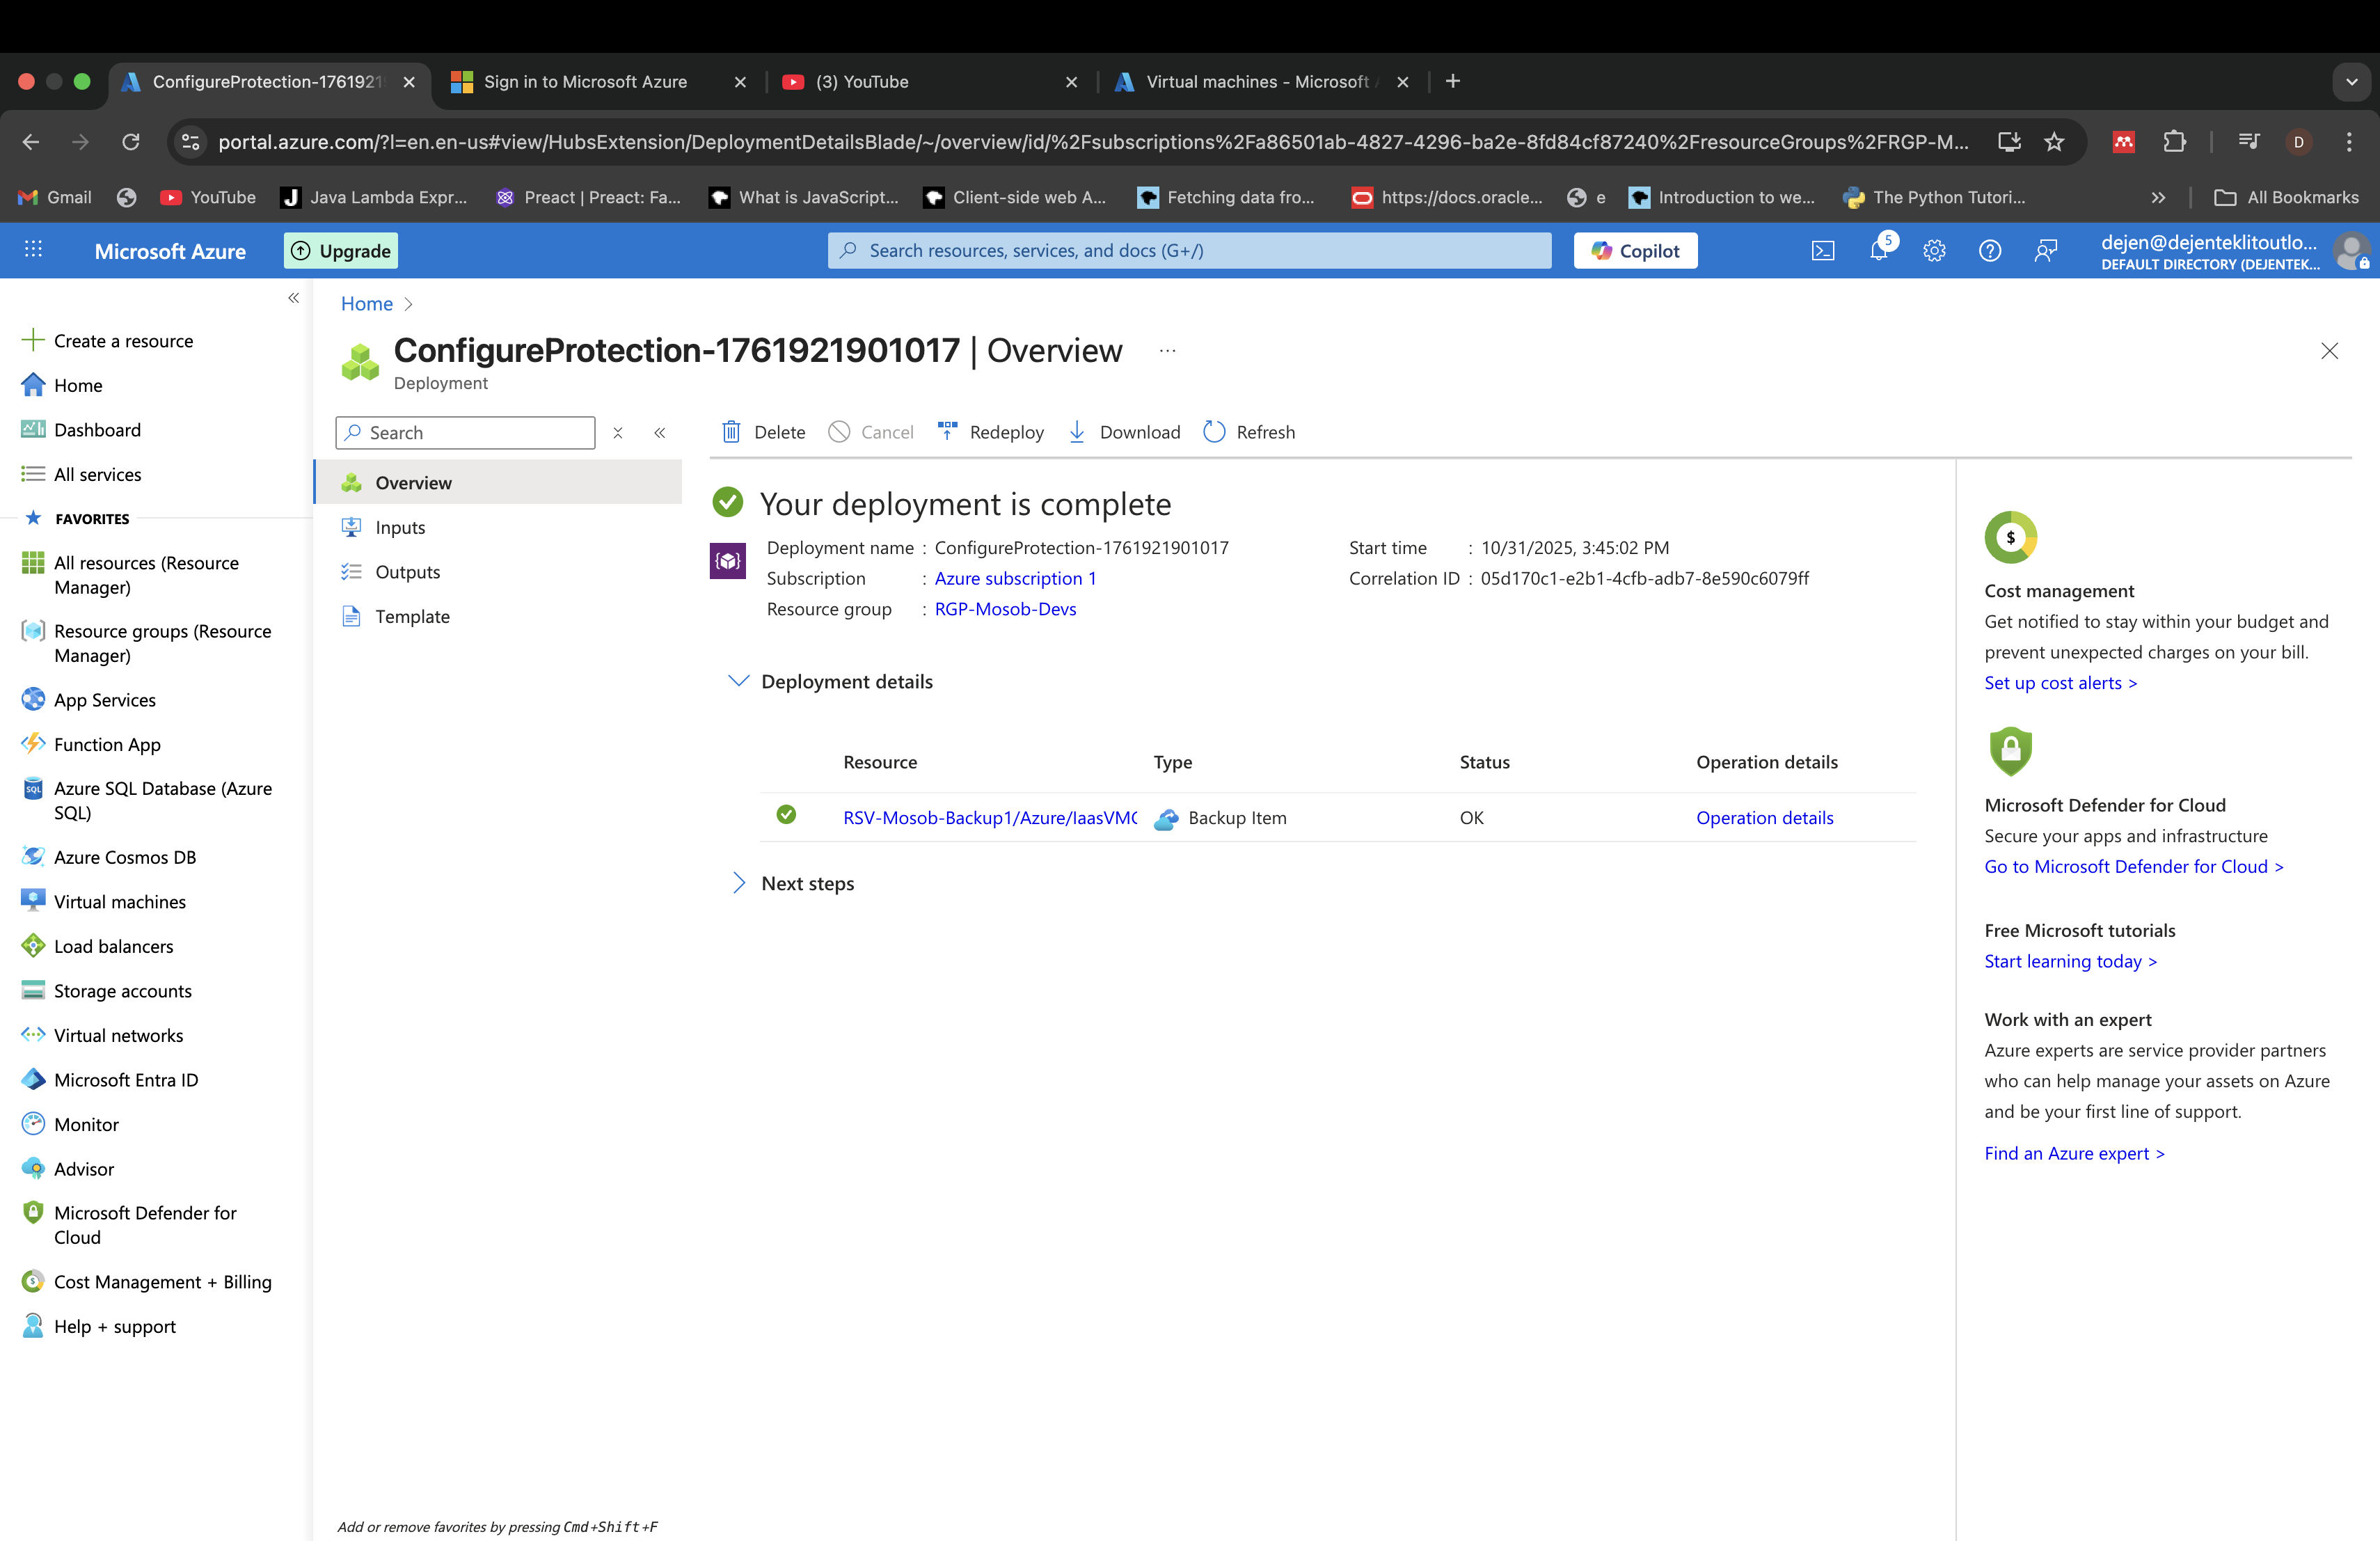 ConfigureProtection-1761921
Sign in to Microsoft Azure
(3) YouTube
Virtual machines - Microsoft
portal.azure.com/?l=en.en-us#view/HubsExtension/DeploymentDetailsBlade/~/overview/id/%2Fsubscriptions%2Fa86501ab-4827-4296-ba2e-8fd84cf87240%2FresourceGroups%2FRGP-M...
D
Gmail
YouTube
Java Lambda Expr...
Preact | Preact: Fa...
What is JavaScript...
Client-side web A...
Fetching data fro...
https://docs.oracle...
e
Introduction to we...
The Python Tutori...
All Bookmarks
Microsoft Azure
Upgrade
Search resources, services, and docs (G+/)
Copilot
5
dejen@dejenteklitoutlo...
DEFAULT DIRECTORY (DEJENTEK...
Create a resource
Home
Dashboard
All services
FAVORITES
All resources (Resource
Manager)
Resource groups (Resource
Manager)
App Services
Function App
Azure SQL Database (Azure
SQL)
Azure Cosmos DB
Virtual machines
Load balancers
Storage accounts
Virtual networks
Microsoft Entra ID
Monitor
Advisor
Microsoft Defender for
Cloud
Cost Management + Billing
Help + support
Home
ConfigureProtection-1761921901017 | Overview
Deployment
Search
Overview
Inputs
Outputs
Template
Delete
Cancel
Redeploy
Download
Refresh
Your deployment is complete
Deployment name : ConfigureProtection-1761921901017
Subscription : Azure subscription 1
Resource group : RGP-Mosob-Devs
Start time : 10/31/2025, 3:45:02 PM
Correlation ID : 05d170c1-e2b1-4cfb-adb7-8e590c6079ff
Deployment details
Resource Type Status Operation details
RSV-Mosob-Backup1/Azure/IaasVMC Backup Item OK Operation details
Next steps
Cost management
Get notified to stay within your budget and
prevent unexpected charges on your bill.
Set up cost alerts >
Microsoft Defender for Cloud
Secure your apps and infrastructure
Go to Microsoft Defender for Cloud >
Free Microsoft tutorials
Start learning today >
Work with an expert
Azure experts are service provider partners
who can help manage your assets on Azure
and be your first line of support.
Find an Azure expert >
Add or remove favorites by pressing Cmd+Shift+F